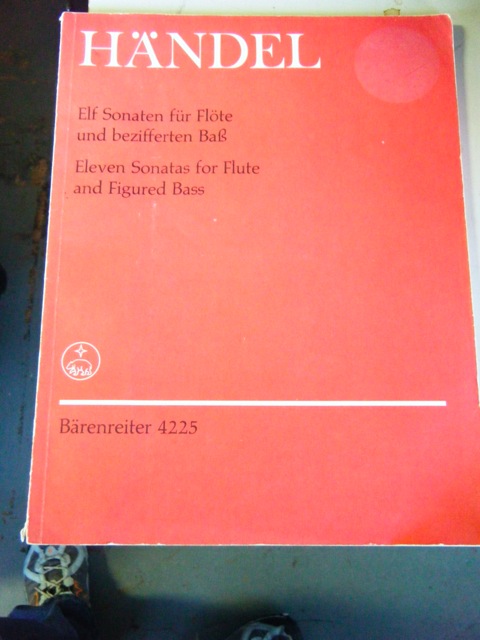 HÄNDEL
Elf Sonaten für Flöte
und bezifferten Baß
Eleven Sonatas for Flute
and Figured Bass
Bärenreiter 4225